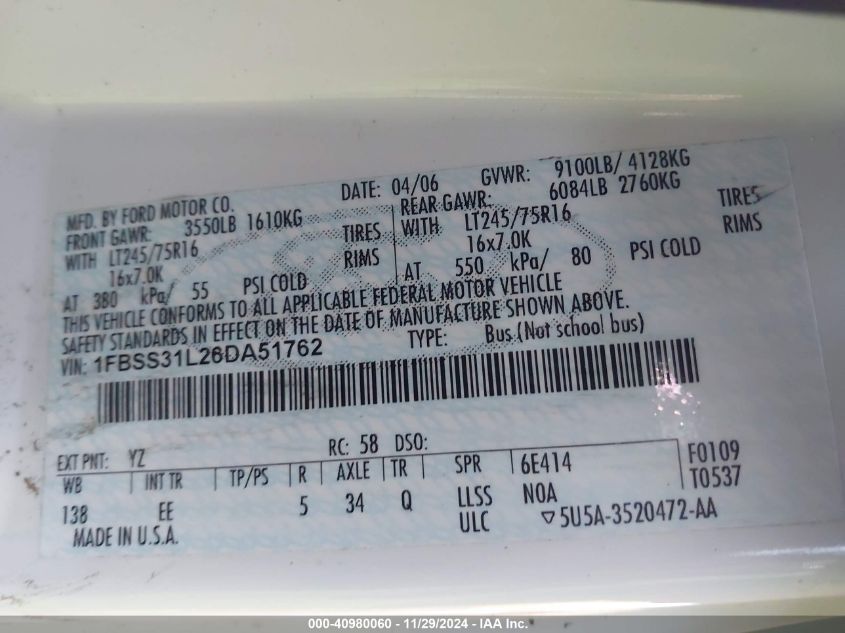 MFD. BY FORD MOTOR CO. DATE: 04/06 GVWR: 9100LB/ 4128KG
FRONT GAWR: 3550LB 1610KG REAR GAWR: 6084LB 2760KG
WITH LT245/75R16 TIRES WITH LT245/75R16 TIRES
16x7.0K RIMS 16x7.0K RIMS
AT 380 kPa/ 55 PSI COLD AT 550 kPa/ 80 PSI COLD
THIS VEHICLE CONFORMS TO ALL APPLICABLE FEDERAL MOTOR VEHICLE
SAFETY STANDARDS IN EFFECT ON THE DATE OF MANUFACTURE SHOWN ABOVE.
VIN: 1FBSS31L26DA51762 TYPE: Bus (Not school bus)
EXT PNT: YZ RC: 58 DSO:
WB INT TR TP/PS R AXLE TR SPR 6E414 F0109
138 EE 5 34 Q LLSS NOA T0537
MADE IN U.S.A. ULC ▽5U5A-3520472-AA
000-40980060 - 11/29/2024 - IAA Inc.